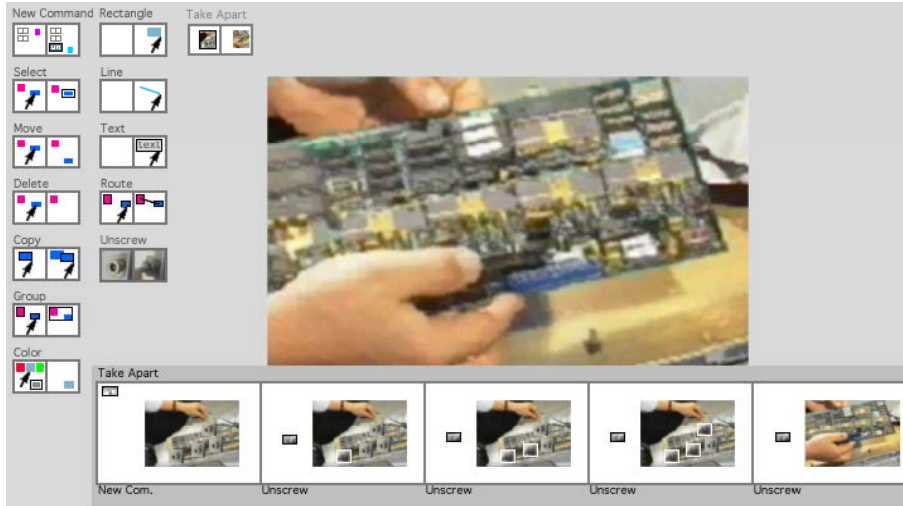 New Command
Rectangle
Take Apart
Select
Line
Move
Text
text
Delete
Route
Copy
Unscrew
Group
Color
Take Apart
New Com.
Unscrew
Unscrew
Unscrew
Unscrew